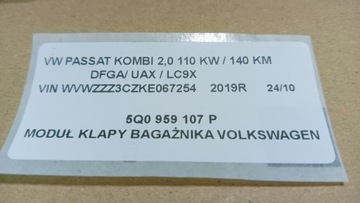 VW PASSAT KOMBI 2,0 110 KW / 140 KM
DFGA/ UAX / LC9X
VIN WVWZZZ3CZKE067254 2019R 24/10
5Q0 959 107 P
MODUŁ KLAPY BAGAŻNIKA VOLKSWAGEN